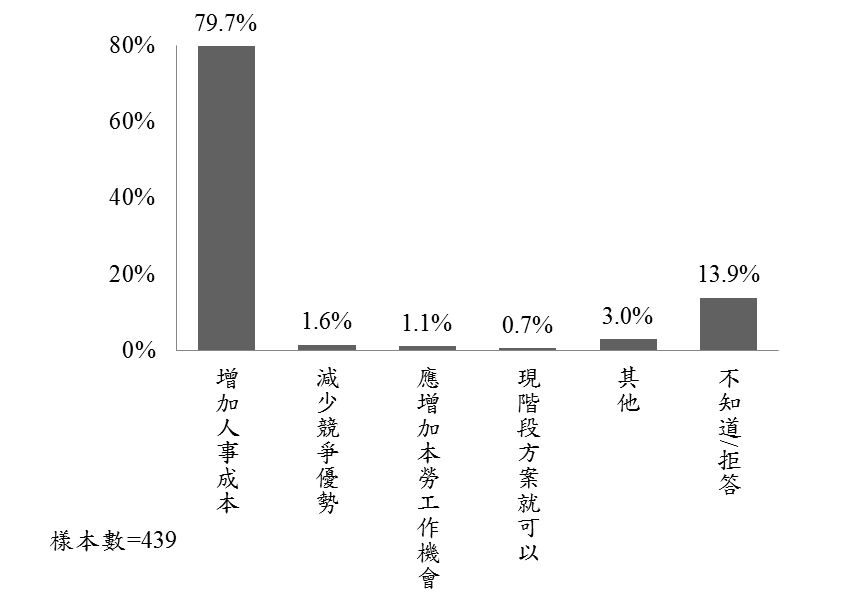 79.7%
80%
60%
40%
20%
0%
1.6%
1.1%
0.7%
3.0%
13.9%
增加人事成本
減少競爭優勢
應增加本勞工作機會
現階段方案就可以
其他
不知道/拒答
樣本數=439